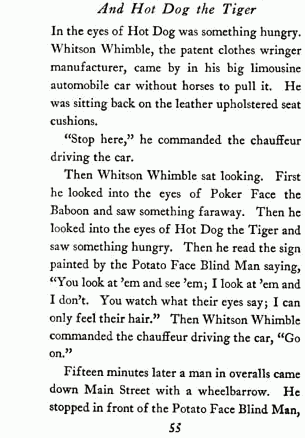 And Hot Dog the Tiger
In the eyes of Hot Dog was something hungry.
Whitson Whimble, the patent clothes wringer
manufacturer, came by in his big limousine
automobile car without horses to pull it. He
was sitting back on the leather upholstered seat
cushions.
“Stop here,” he commanded the chauffeur
driving the car.
Then Whitson Whimble sat looking. First
he looked into the eyes of Poker Face the
Baboon and saw something faraway. Then he
looked into the eyes of Hot Dog the Tiger and
saw something hungry. Then he read the sign
painted by the Potato Face Blind Man saying,
“You look at ’em and see ’em; I look at ’em and
I don’t. You watch what their eyes say; I can
only feel their hair.” Then Whitson Whimble
commanded the chauffeur driving the car, “Go
on.”
Fifteen minutes later a man in overalls came
down Main Street with a wheelbarrow. He
stopped in front of the Potato Face Blind Man,
55